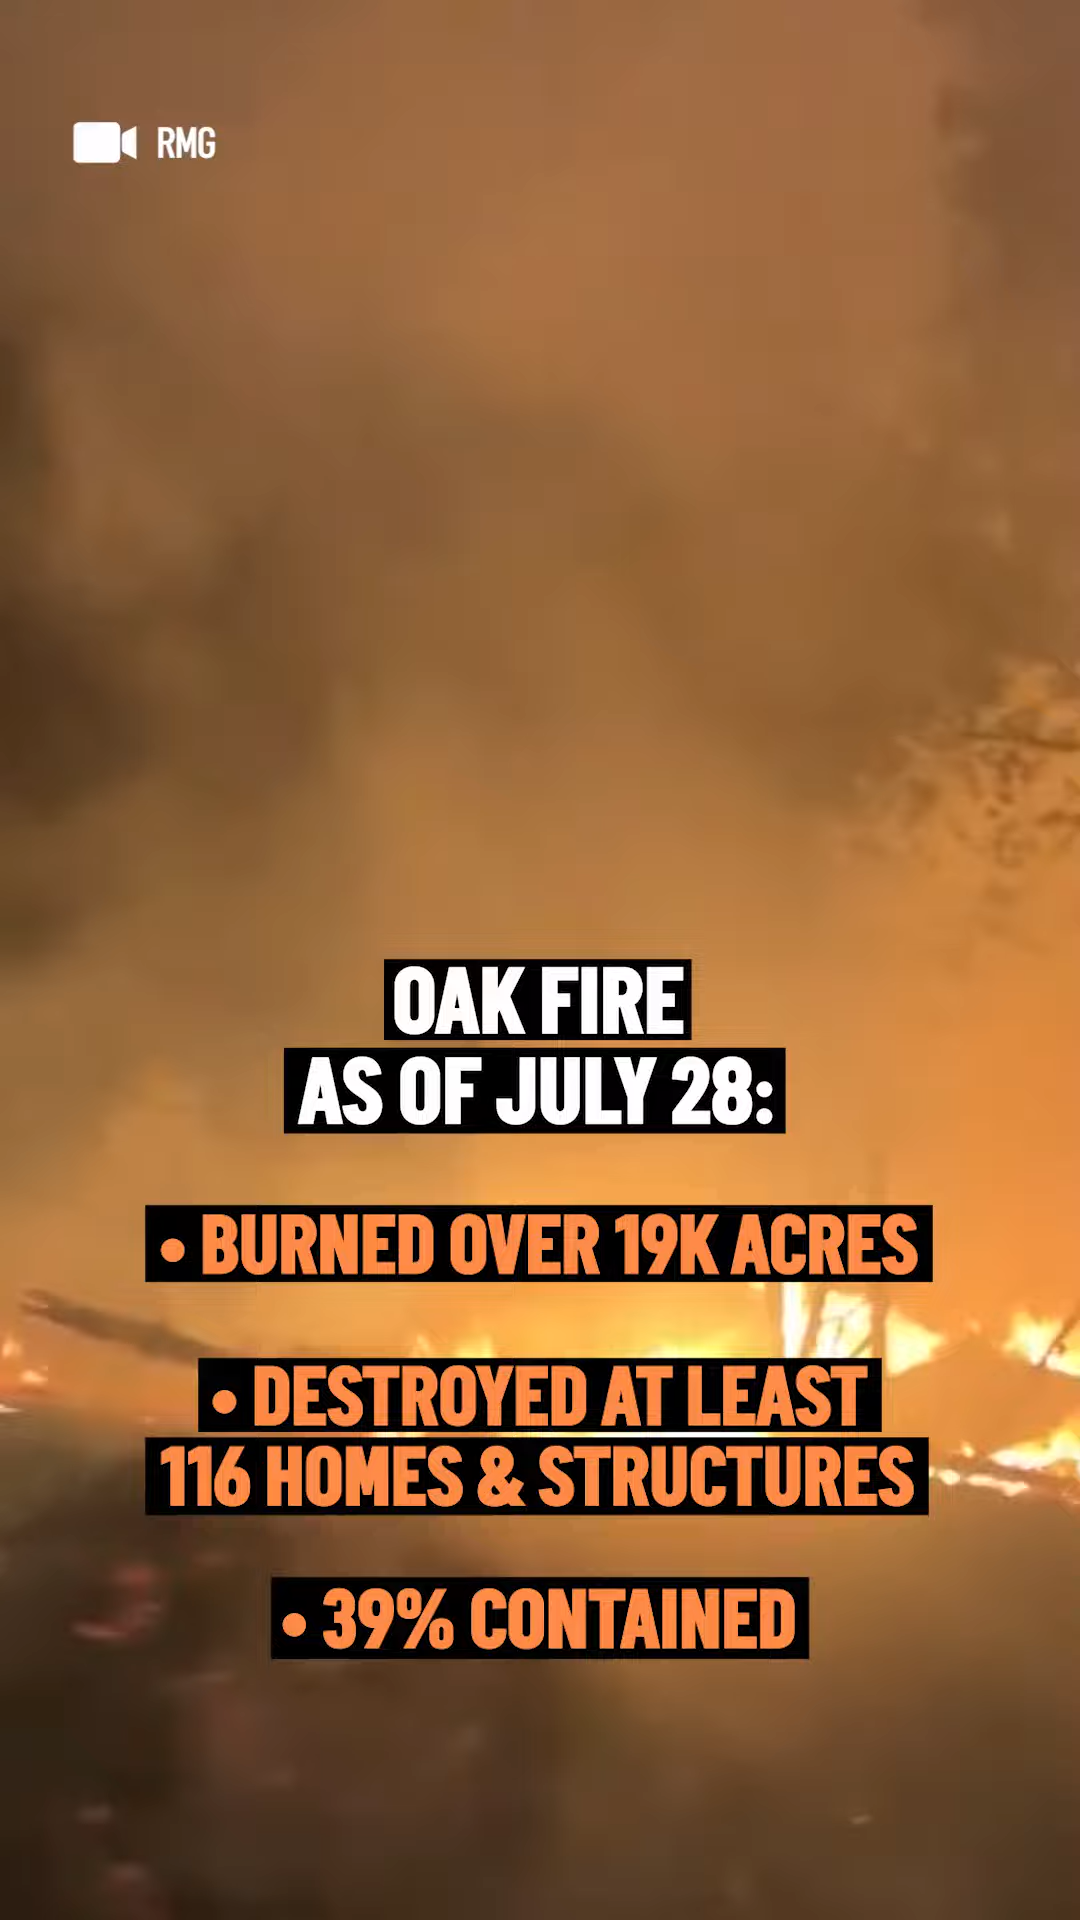 RMG
OAK FIRE
AS OF JULY 28:
• BURNED OVER 19K ACRES
• DESTROYED AT LEAST
116 HOMES & STRUCTURES
• 39% CONTAINED